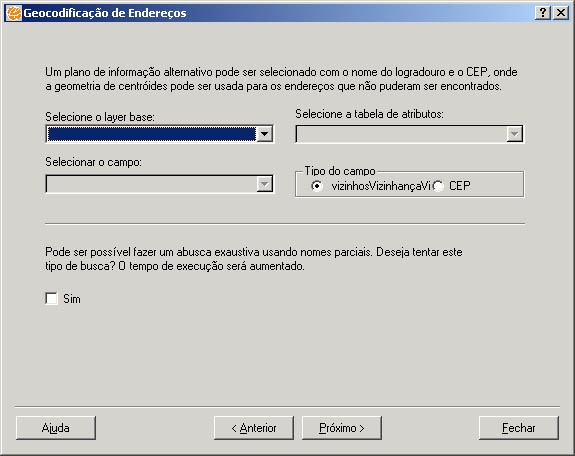 Geocodificação de Endereços
Um plano de informação alternativo pode ser selecionado com o nome do logradouro e o CEP, onde
a geometria de centróides pode ser usada para os endereços que não puderam ser encontrados.
Selecione o layer base:
Selecione a tabela de atributos:
Selecionar o campo:
Tipo do campo
vizinhosVizinhançaVi
CEP
Pode ser possível fazer um abusca exaustiva usando nomes parciais. Deseja tentar este
tipo de busca? O tempo de execução será aumentado.
Sim
Ajuda
< Anterior
Próximo >
Fechar